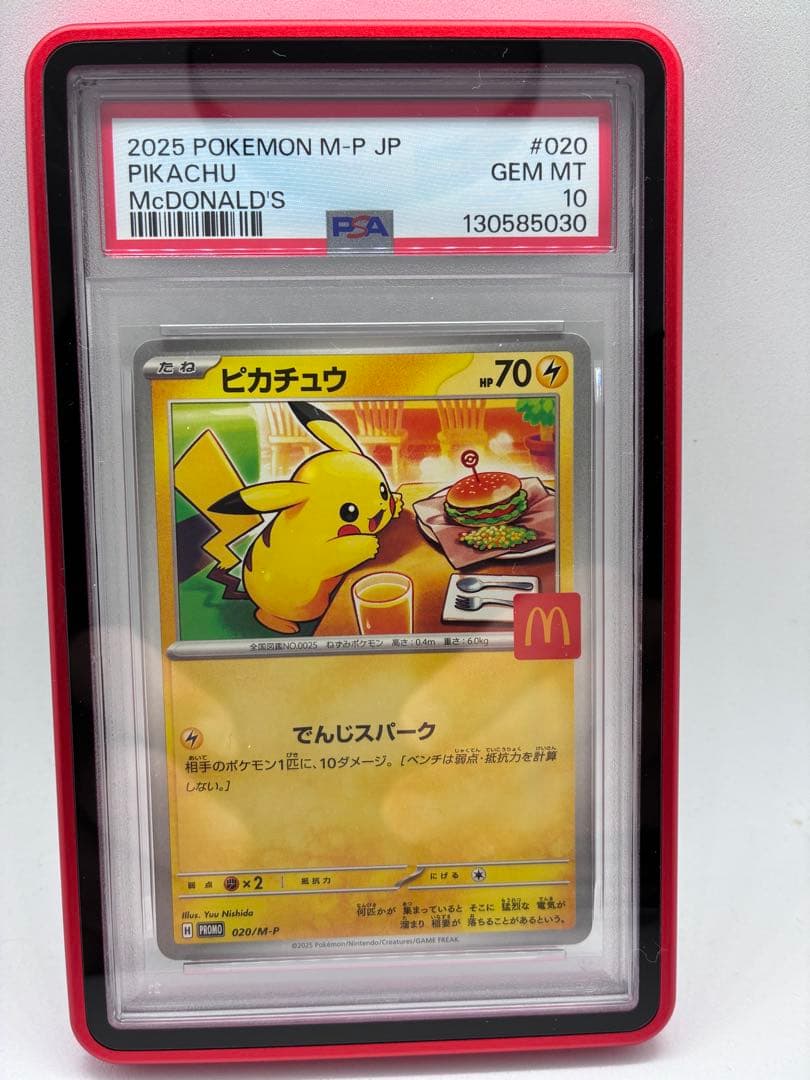 2025 POKEMON M-P JP #020
PIKACHU GEM MT
McDONALD'S 10
PSA 130585030
たね ピカチュウ HP70
全国図鑑NO.0025 ねずみポケモン 高さ:0.4m 重さ:6.0kg
でんじスパーク
相手のポケモン1匹に、10ダメージ。[ベンチは弱点・抵抗力を計算
しない。]
弱点 ×2 抵抗力 にげる
Illus. Yuu Nishida
何匹かが 集まっていると そこに 猛烈な 電気が
溜まり 稲妻が 落ちることがあるという。
H PROMO 020/M-P
©2025 Pokémon/Nintendo/Creatures/GAME FREAK